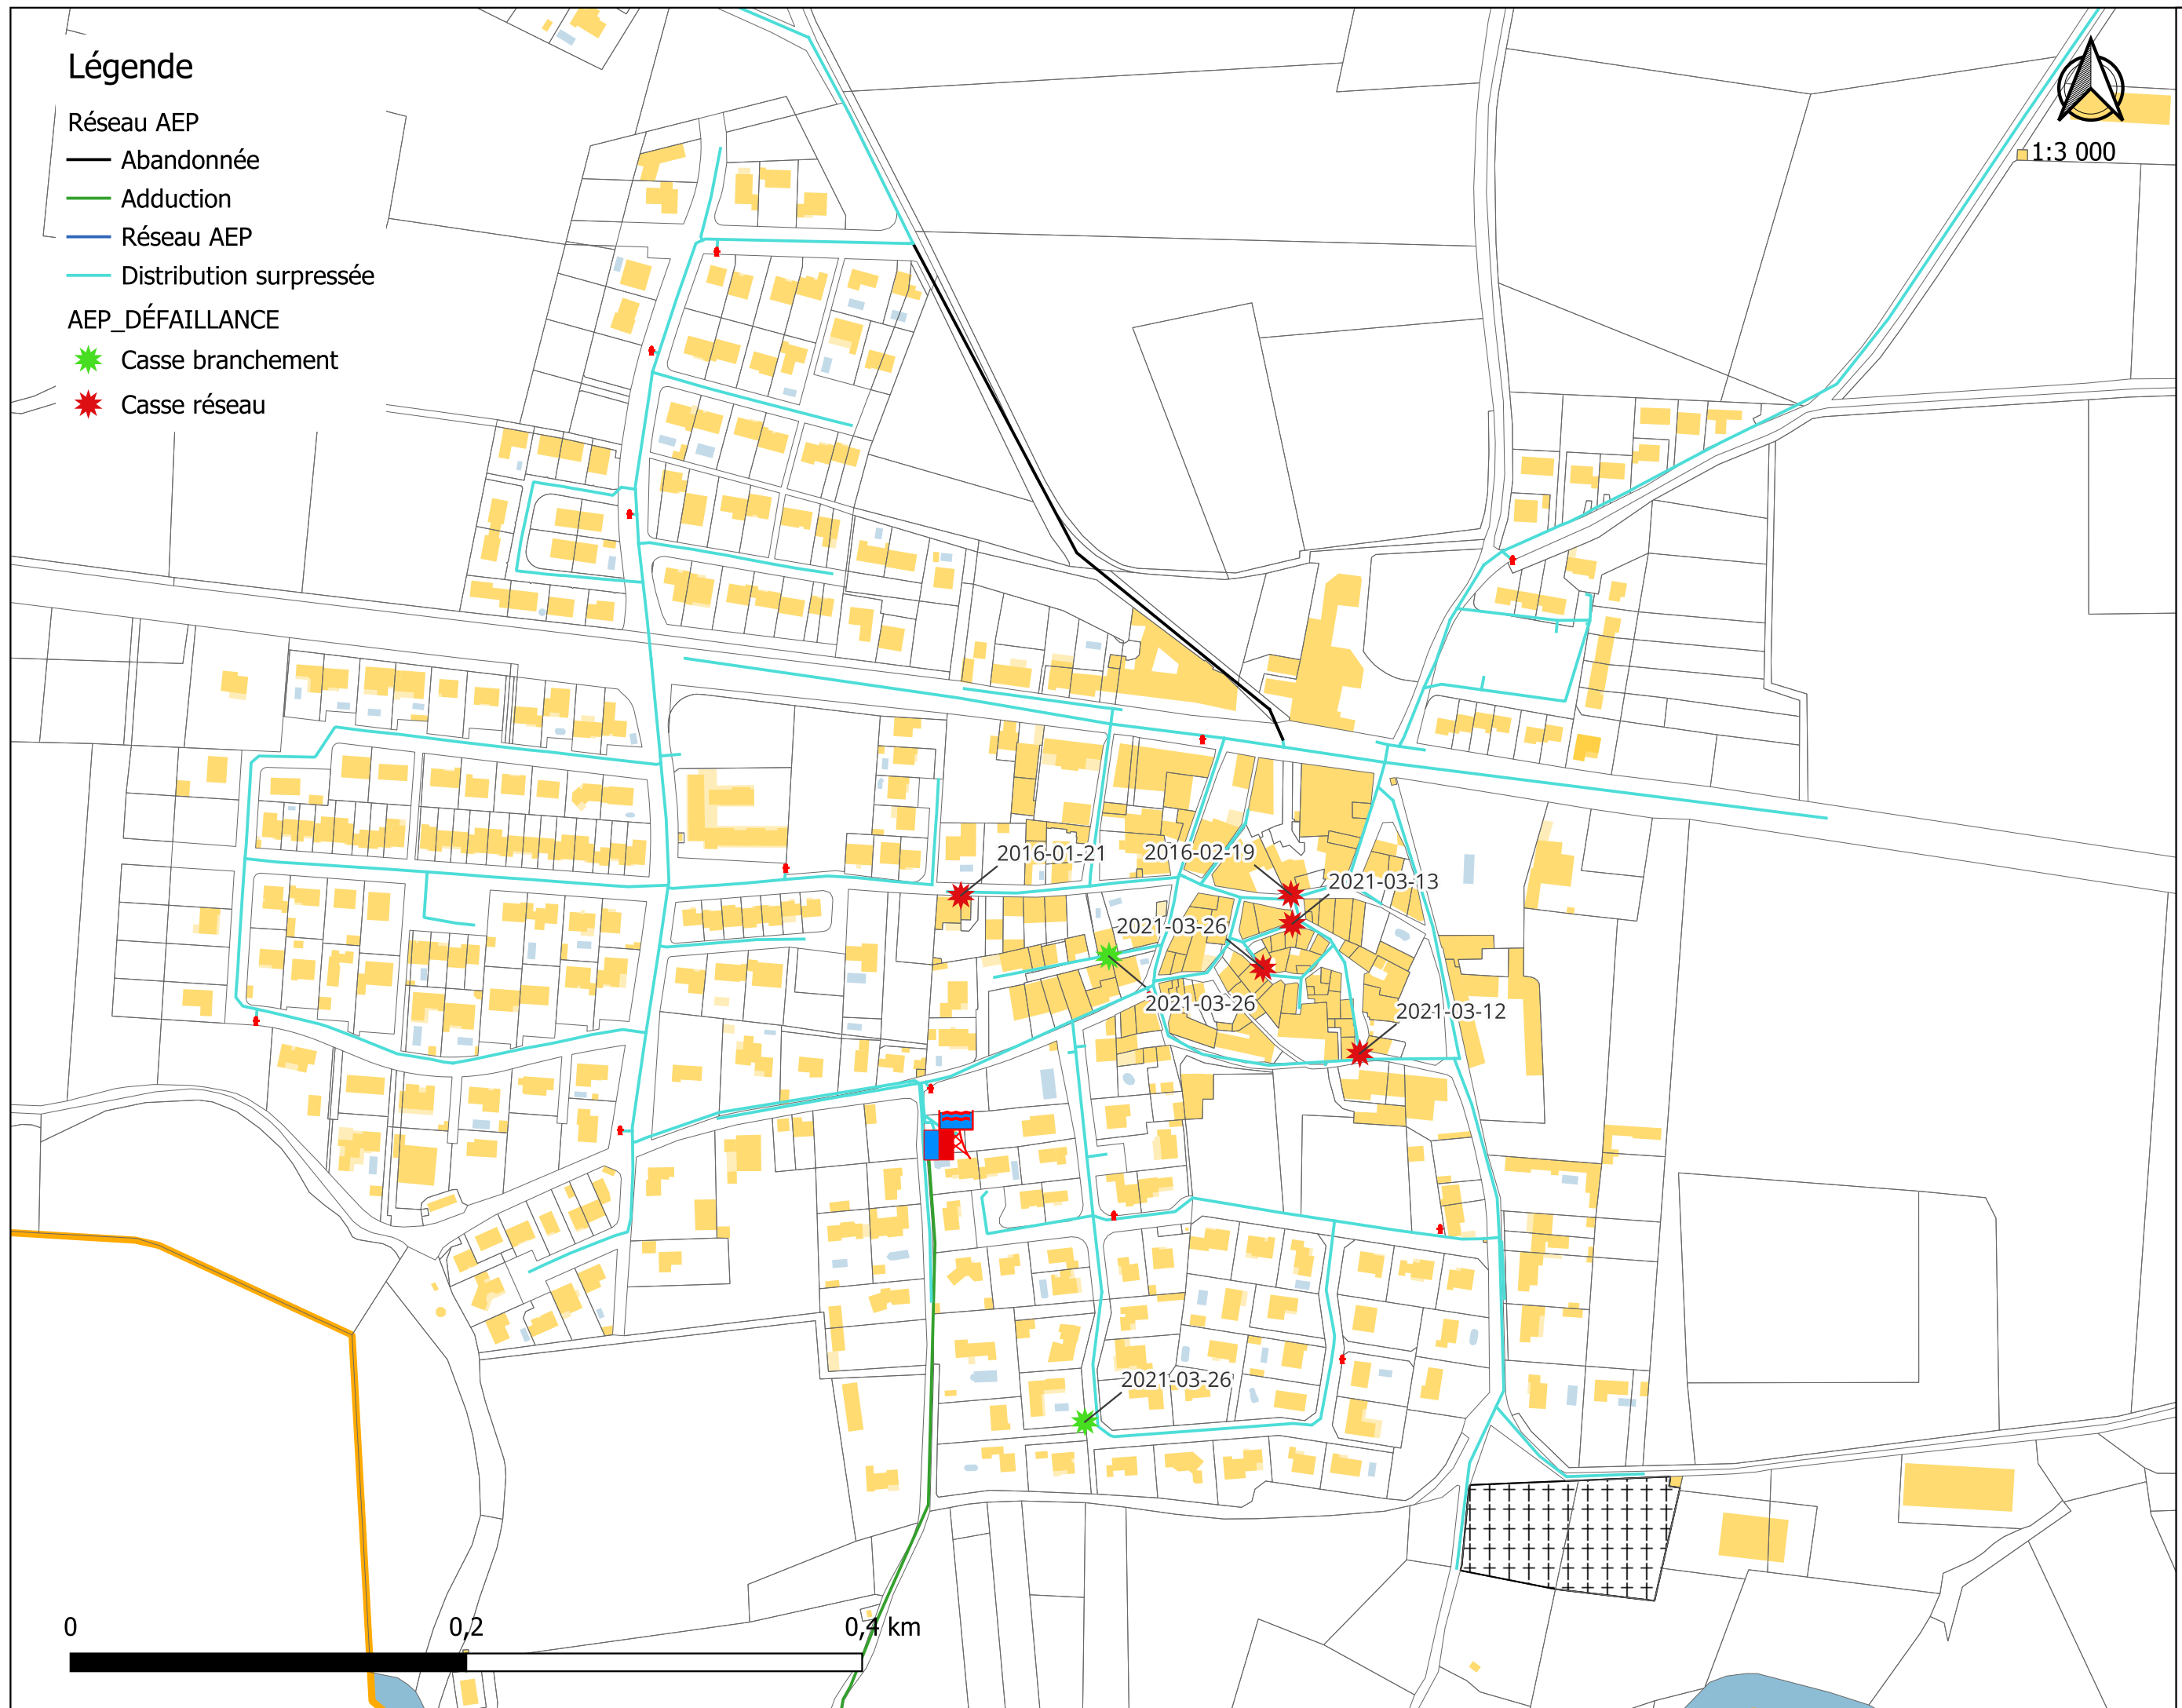 Légende
Réseau AEP
Abandonnée
Adduction
Réseau AEP
Distribution surpressée
AEP_DÉFAILLANCE
Casse branchement
Casse réseau
1:3 000
2016-01-21
2016-02-19
2021-03-13
2021-03-26
2021-03-26
2021-03-12
2021-03-26
0
0,2
0,4 km